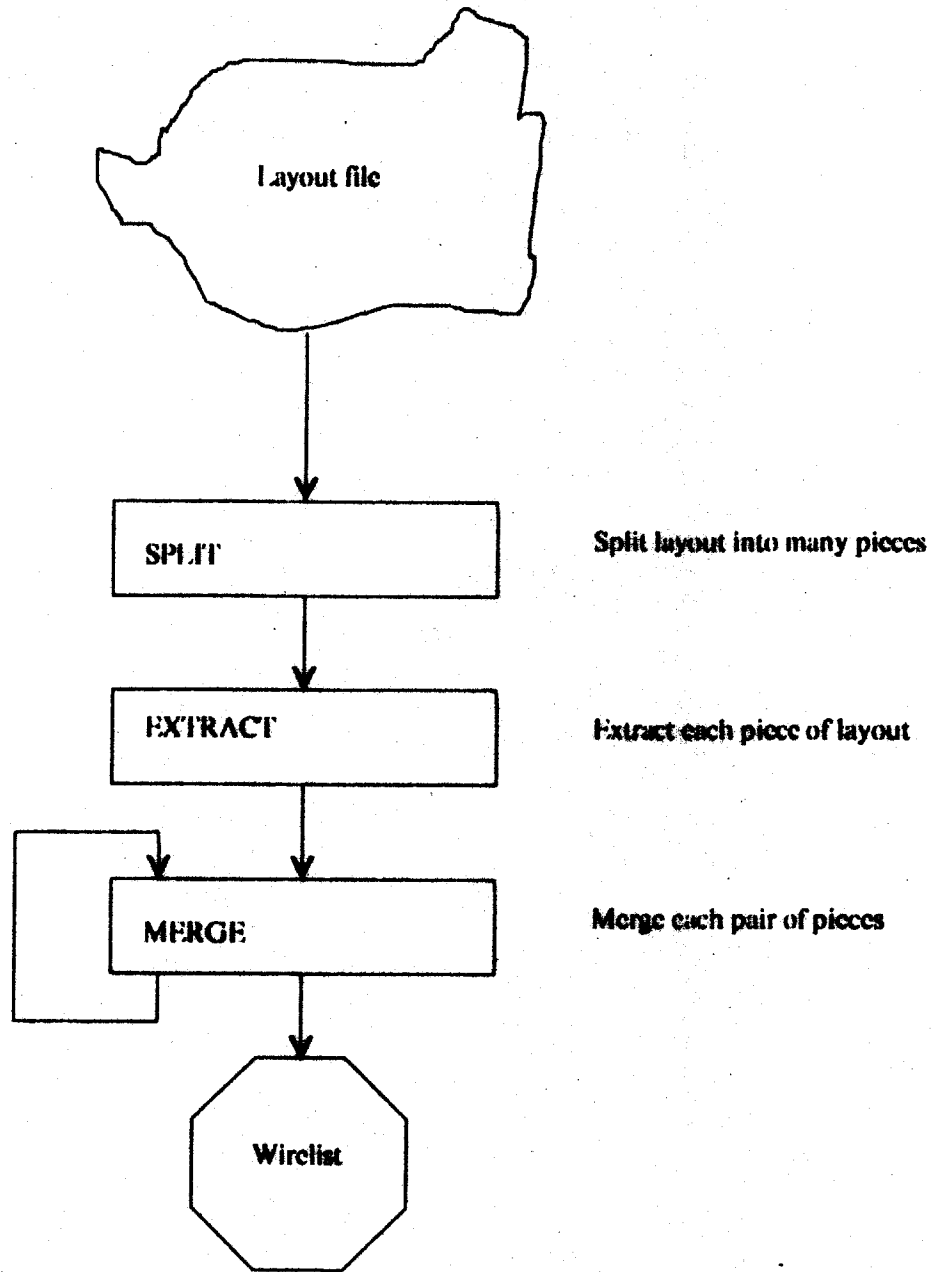 Layout file
SPLIT
Split layout into many pieces
EXTRACT
Extract each piece of layout
MERGE
Merge each pair of pieces
Wirelist